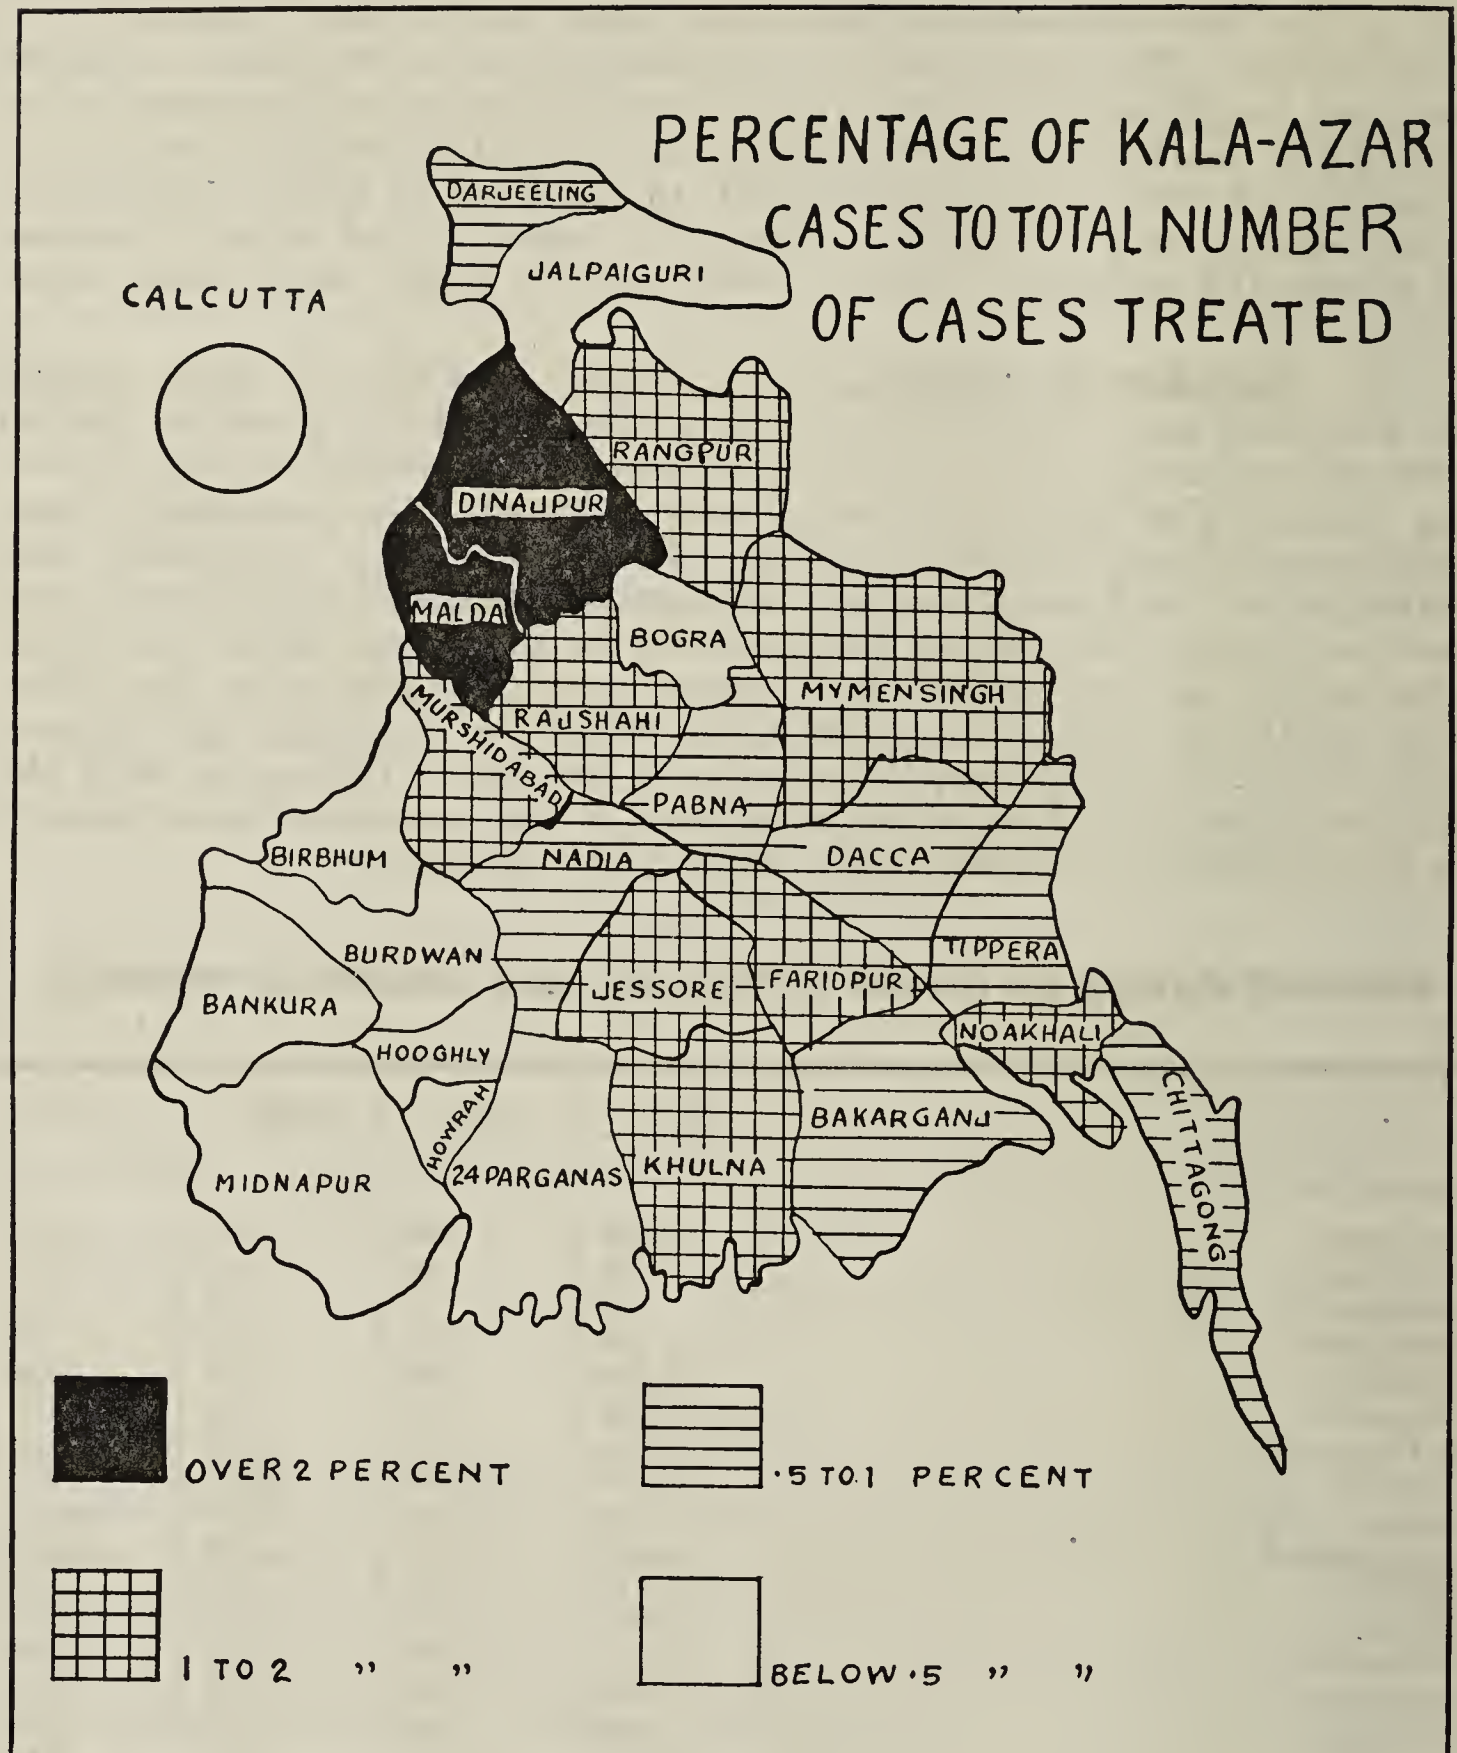 PERCENTAGE OF KALA-AZAR
CASES TO TOTAL NUMBER
OF CASES TREATED
CALCUTTA
DARJEELING
JALPAIGURI
RANGPUR
DINAJPUR
MALDA
BOGRA
MYMENSINGH
RAJSHAHI
MURSHIDABAD
PABNA
BIRBHUM
NADIA
DACCA
BURDWAN
TIPPERA
BANKURA
JESSORE
FARIDPUR
NOAKHALI
HOOGHLY
HOWRAH
BAKARGANJ
CHITTAGONG
MIDNAPUR
24 PARGANAS
KHULNA
OVER 2 PERCENT
.5 TO 1 PERCENT
1 TO 2 " "
BELOW .5 " "